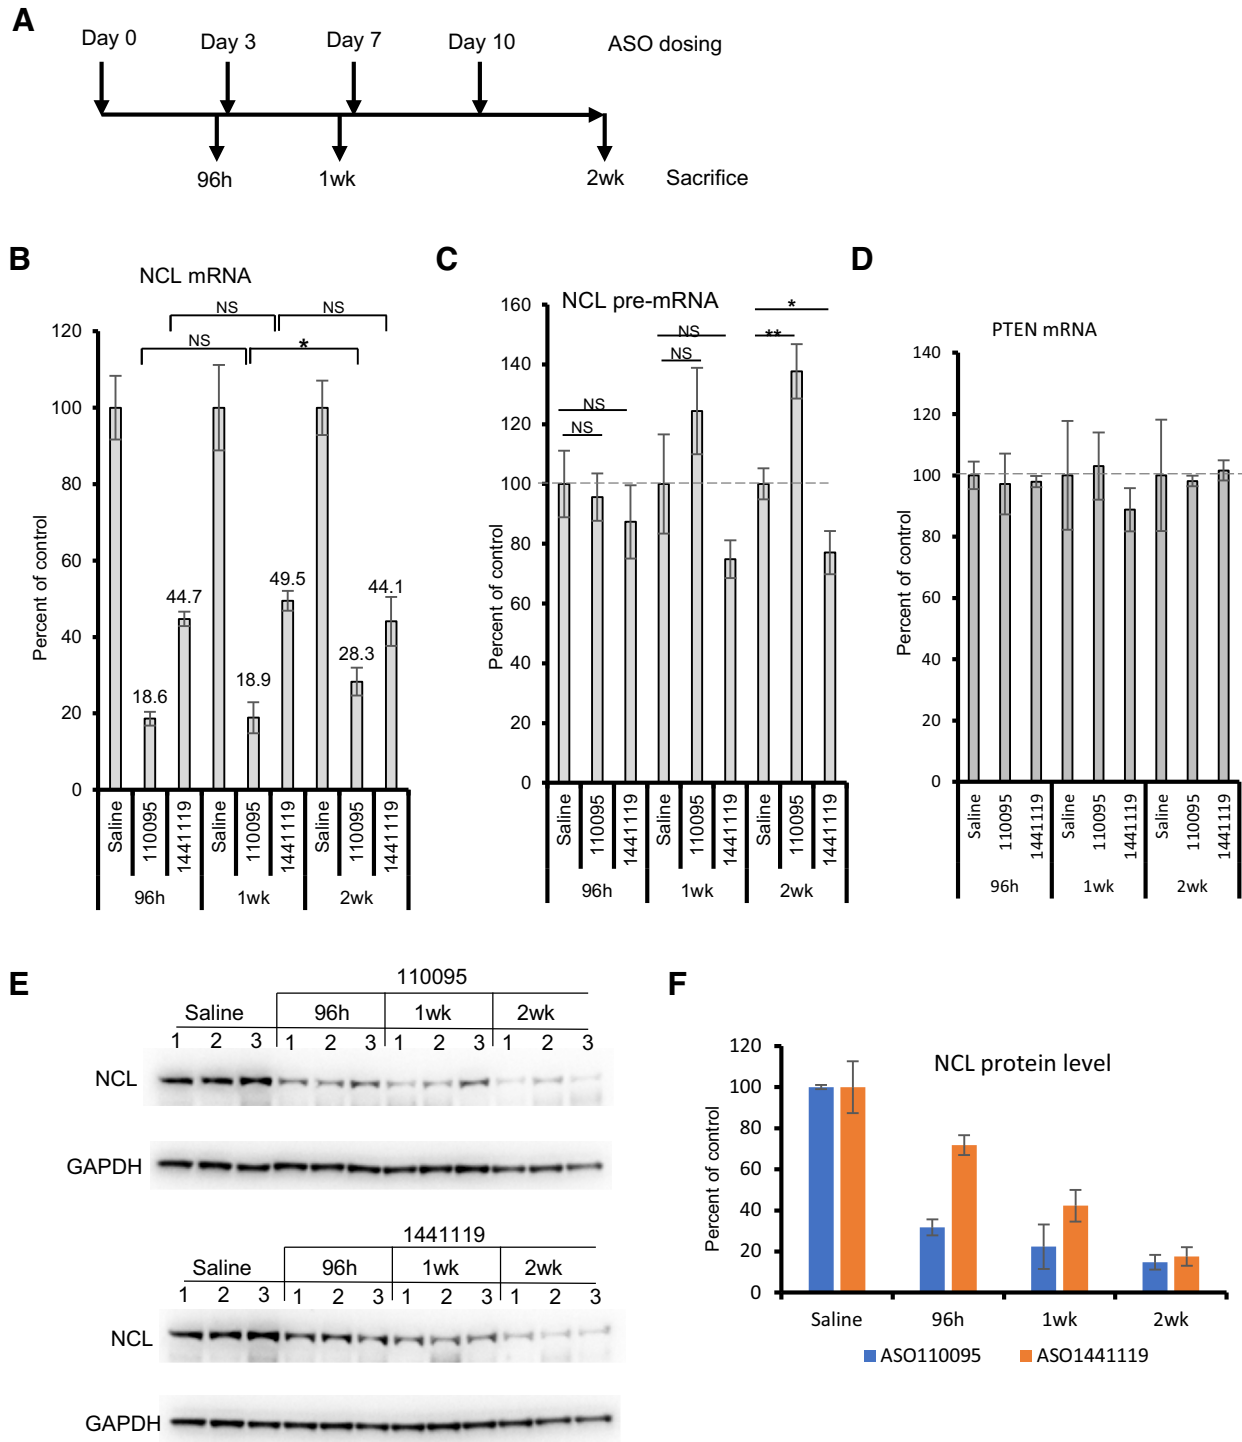 A
Day 0 Day 3 Day 7 Day 10 ASO dosing
96h 1wk 2wk Sacrifice
B
NCL mRNA
NS NS
NS *
Percent of control
120
100
80
60
40
20
0
18.6 44.7 18.9 49.5 28.3 44.1
Saline 110095 1441119 Saline 110095 1441119 Saline 110095 1441119
96h 1wk 2wk
C
NCL pre-mRNA
NS NS NS NS ** *
Percent of control
160
140
120
100
80
60
40
20
0
Saline 110095 1441119 Saline 110095 1441119 Saline 110095 1441119
96h 1wk 2wk
D
PTEN mRNA
Percent of control
140
120
100
80
60
40
20
0
Saline 110095 1441119 Saline 110095 1441119 Saline 110095 1441119
96h 1wk 2wk
E
110095
Saline 96h 1wk 2wk
1 2 3 1 2 3 1 2 3 1 2 3
NCL
GAPDH
1441119
Saline 96h 1wk 2wk
1 2 3 1 2 3 1 2 3 1 2 3
NCL
GAPDH
F
NCL protein level
Percent of control
120
100
80
60
40
20
0
Saline 96h 1wk 2wk
ASO110095 ASO1441119